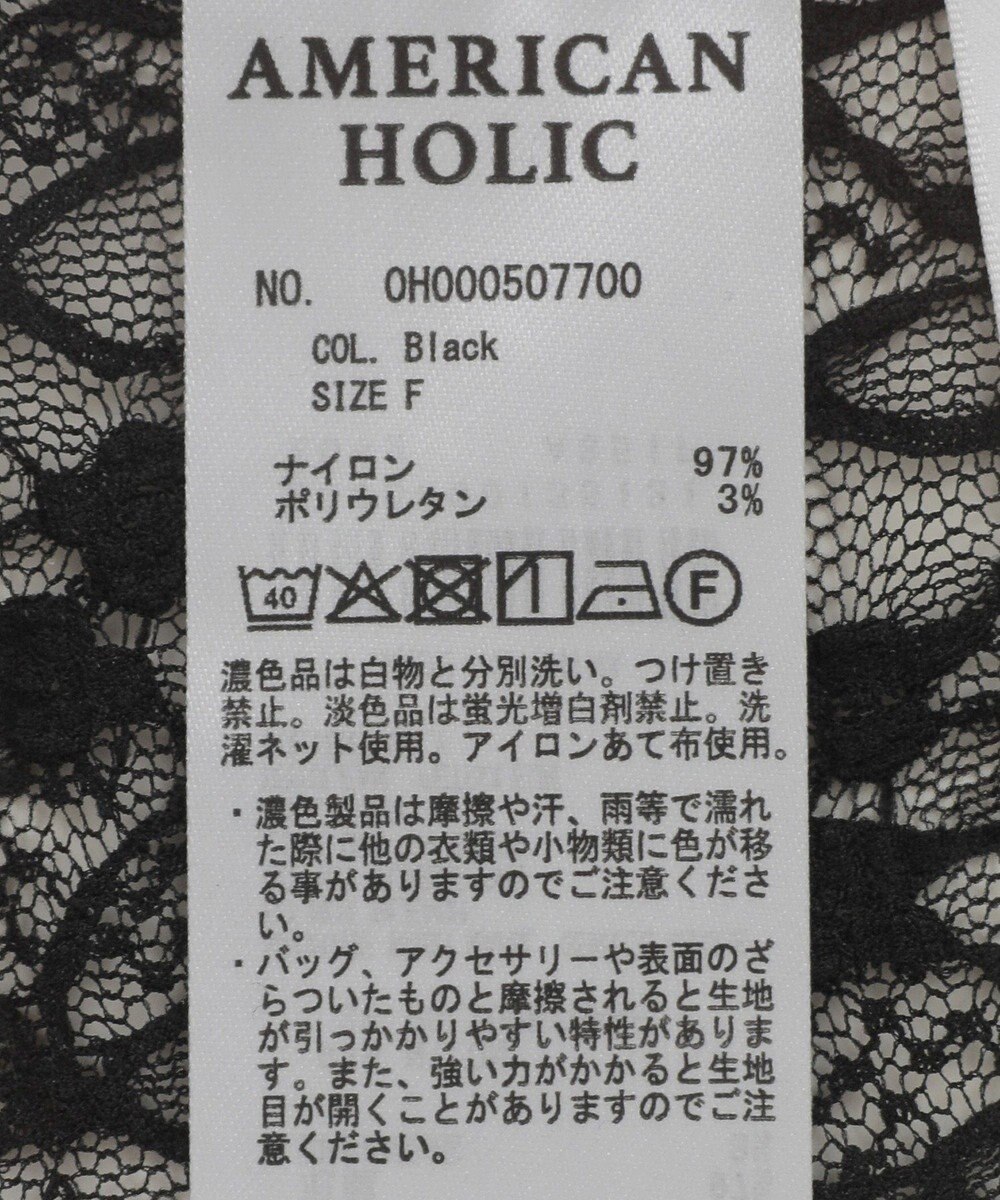 AMERICAN
HOLIC
NO. 0H000507700
COL. Black
SIZE F
ナイロン 97%
ポリウレタン 3%
40 F
濃色品は白物と分別洗い。つけ置き
禁止。淡色品は蛍光増白剤禁止。洗
濯ネット使用。アイロンあて布使用。
・濃色製品は摩擦や汗、雨等で濡れ
た際に他の衣類や小物類に色が移
る事がありますのでご注意くださ
い。
・バッグ、アクセサリーや表面のざ
らついたものと摩擦されると生地
が引っかかりやすい特性がありま
す。また、強い力がかかると生地
目が開くことがありますのでご注
意ください。